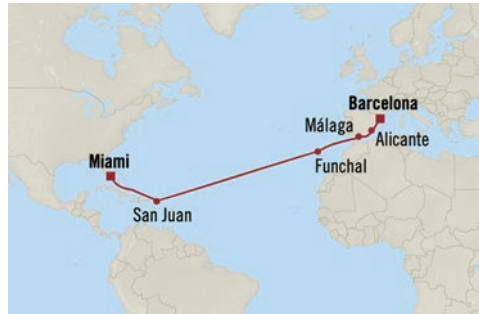 Barcelona
Málaga
Alicante
Funchal
Miami
San Juan